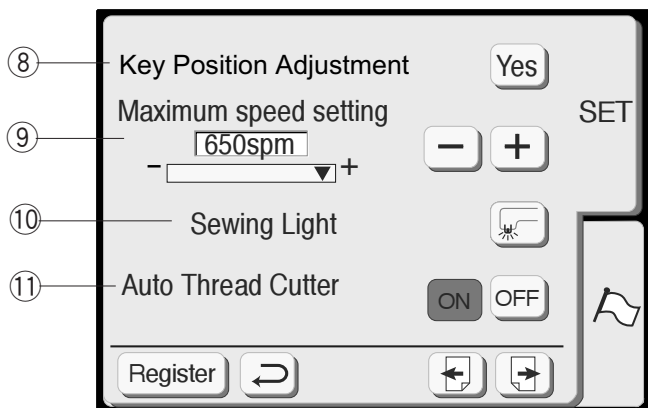 ⑧ Key Position Adjustment Yes
Maximum speed setting SET
⑨ 650spm
- + − +
⑩ Sewing Light
⑪ Auto Thread Cutter ON OFF
Register